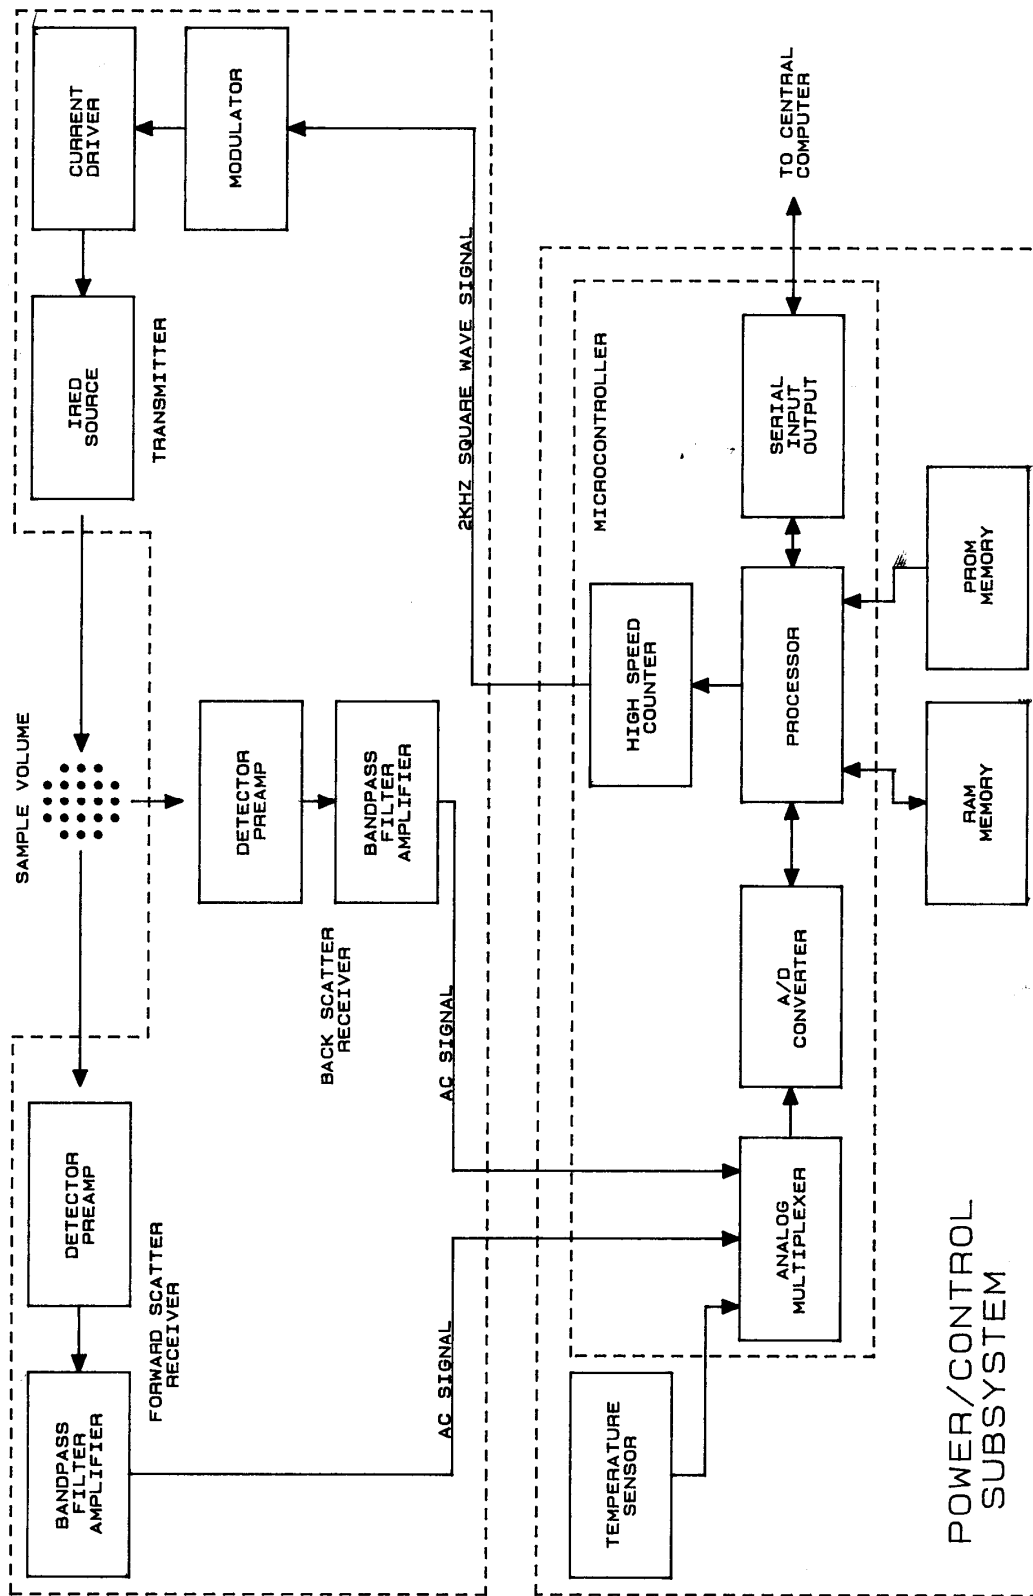 SAMPLE VOLUME
BANDPASS
FILTER
AMPLIFIER
DETECTOR
PREAMP
IRED
SOURCE
CURRENT
DRIVER
FORWARD SCATTER
RECEIVER
TRANSMITTER
DETECTOR
PREAMP
MODULATOR
BACK SCATTER
RECEIVER
BANDPASS
FILTER
AMPLIFIER
AC SIGNAL
AC SIGNAL
2KHZ SQUARE WAVE SIGNAL
TEMPERATURE
SENSOR
HIGH SPEED
COUNTER
MICROCONTROLLER
ANALOG
MULTIPLEXER
A/D
CONVERTER
PROCESSOR
SERIAL
INPUT
OUTPUT
TO CENTRAL
COMPUTER
RAM
MEMORY
PROM
MEMORY
POWER/CONTROL
SUBSYSTEM